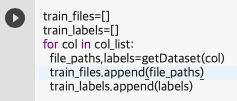 train_files=[]
train_labels=[]
for col in col_list:
  file_paths,labels=getDataset(col)
  train_files.append(file_paths)
  train_labels.append(labels)